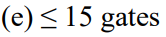 (e) ≤ 15 gates